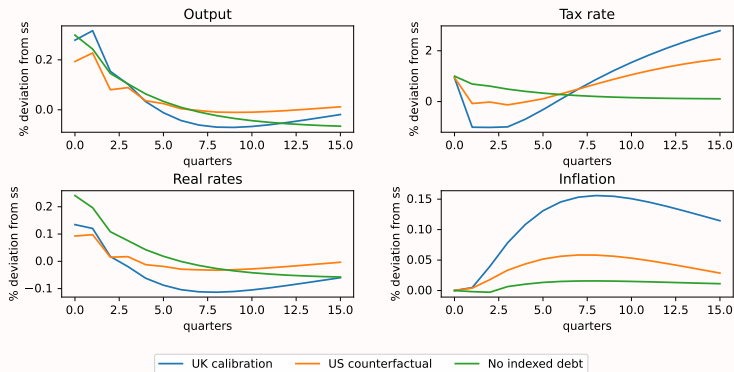 Output
% deviation from ss
0.2
0.0
0.0 2.5 5.0 7.5 10.0 12.5 15.0
quarters
Tax rate
% deviation from ss
2
0
0.0 2.5 5.0 7.5 10.0 12.5 15.0
quarters
Real rates
% deviation from ss
0.2
0.1
0.0
−0.1
0.0 2.5 5.0 7.5 10.0 12.5 15.0
quarters
Inflation
% deviation from ss
0.15
0.10
0.05
0.00
0.0 2.5 5.0 7.5 10.0 12.5 15.0
quarters
UK calibration US counterfactual No indexed debt